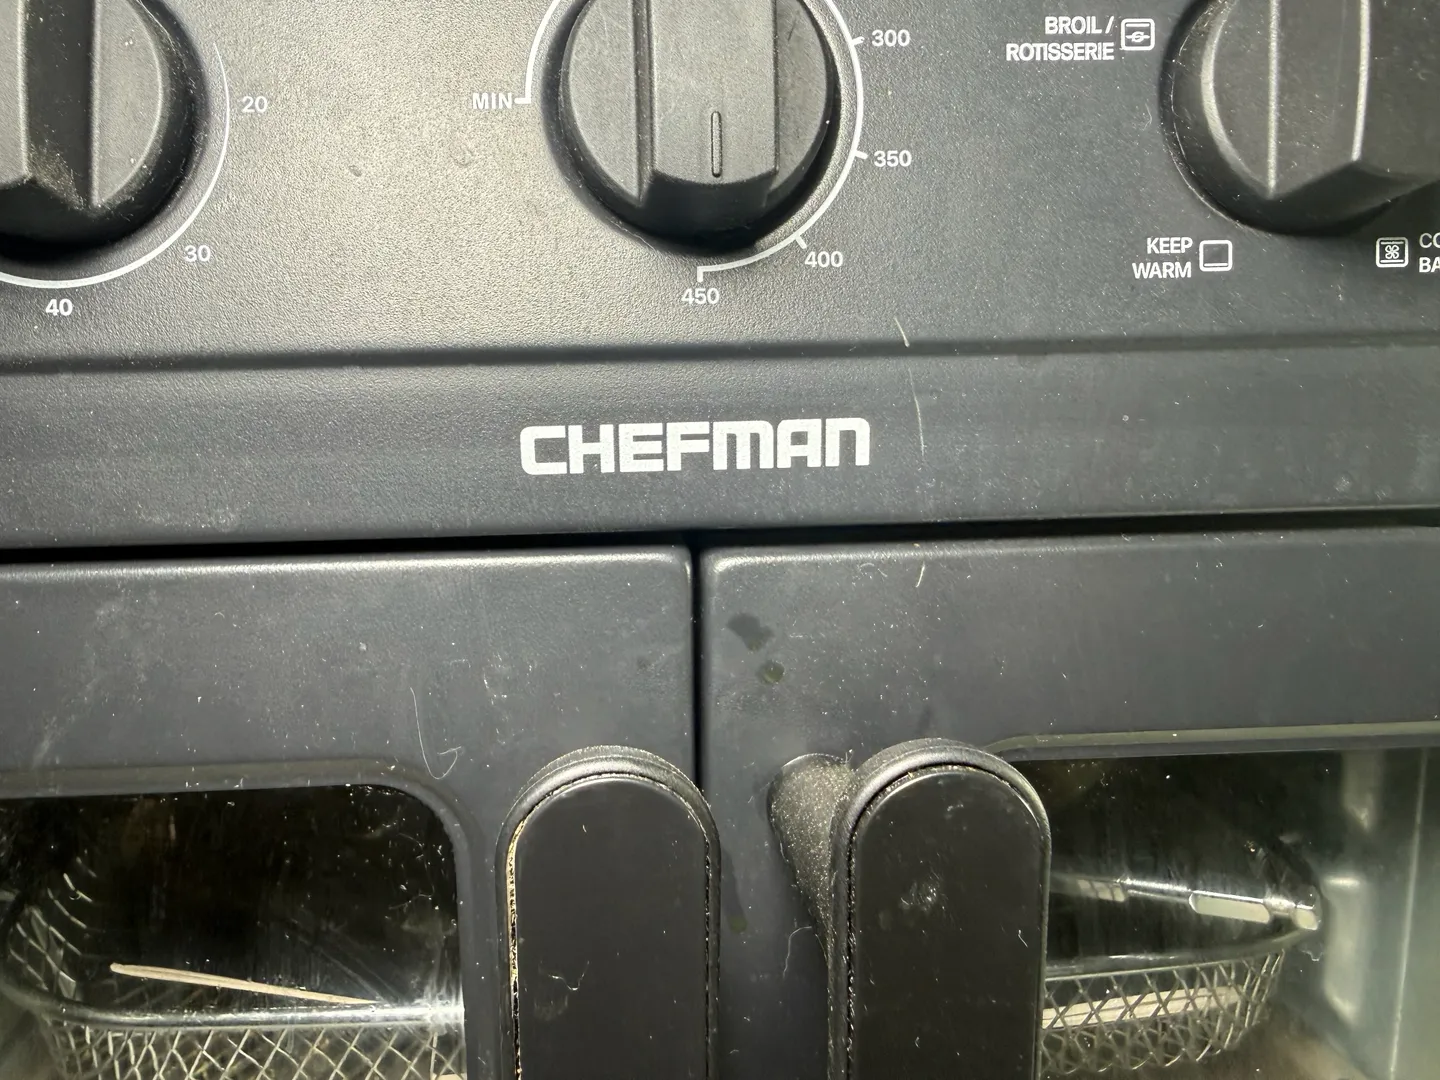 300
BROIL /
ROTISSERIE
20
MIN
350
30
400
KEEP
WARM
450
40
CHEFMAN